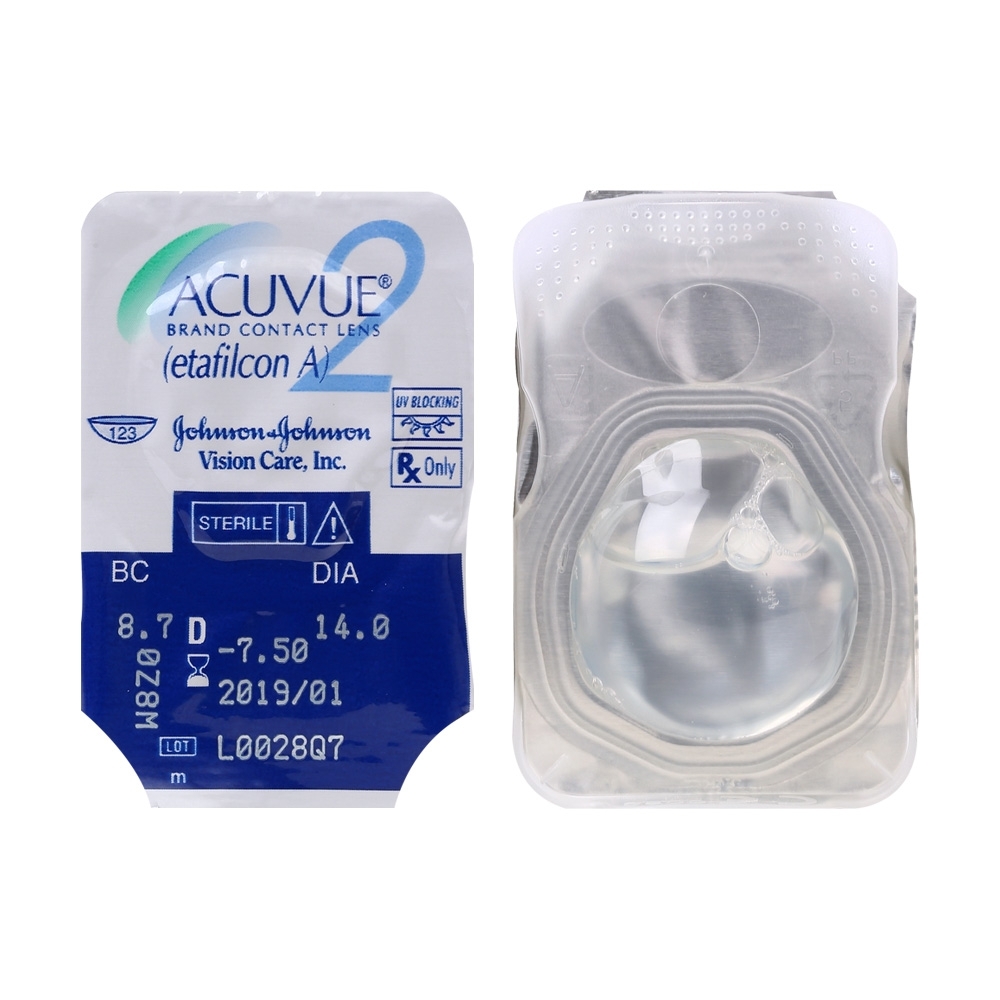 2
ACUVUE®
BRAND CONTACT LENS
(etafilcon A)
UV BLOCKING
123
Johnson & Johnson
Vision Care, Inc.
Rx Only
STERILE
BC DIA
8.7 D 14.0
-7.50
2019/01
0Z8M
LOT L0028Q7
m